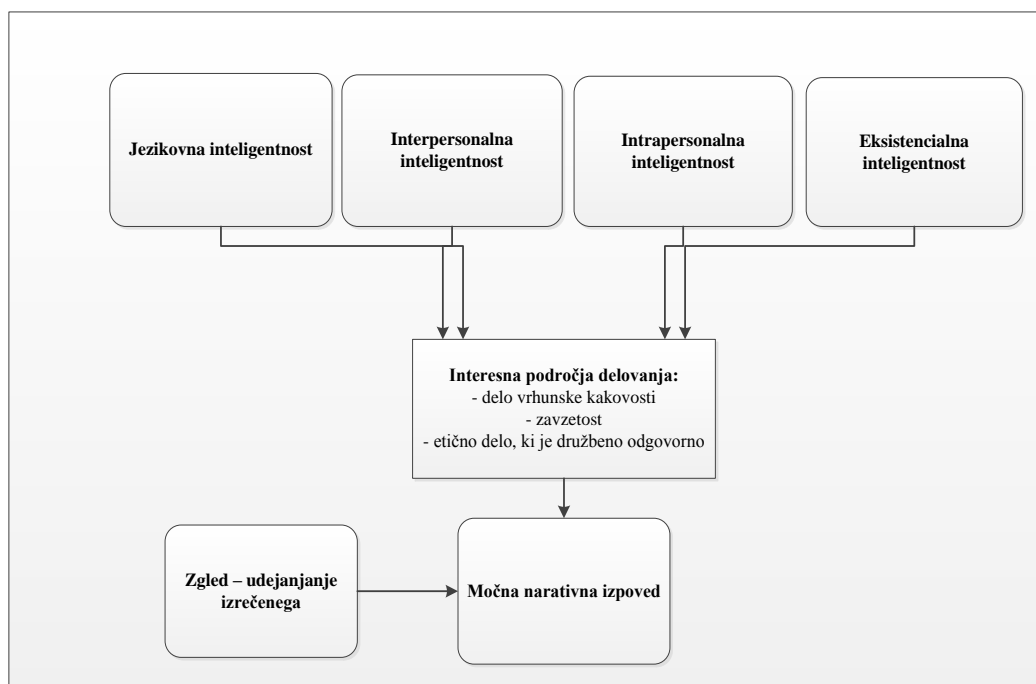 Jezikovna inteligentnost
Interpersonalna
inteligentnost
Intrapersonalna
inteligentnost
Eksistencialna
inteligentnost
Interesna področja delovanja:
- delo vrhunske kakovosti
- zavzetost
- etično delo, ki je družbeno odgovorno
Zgled – udejanjanje
izrečenega
Močna narativna izpoved